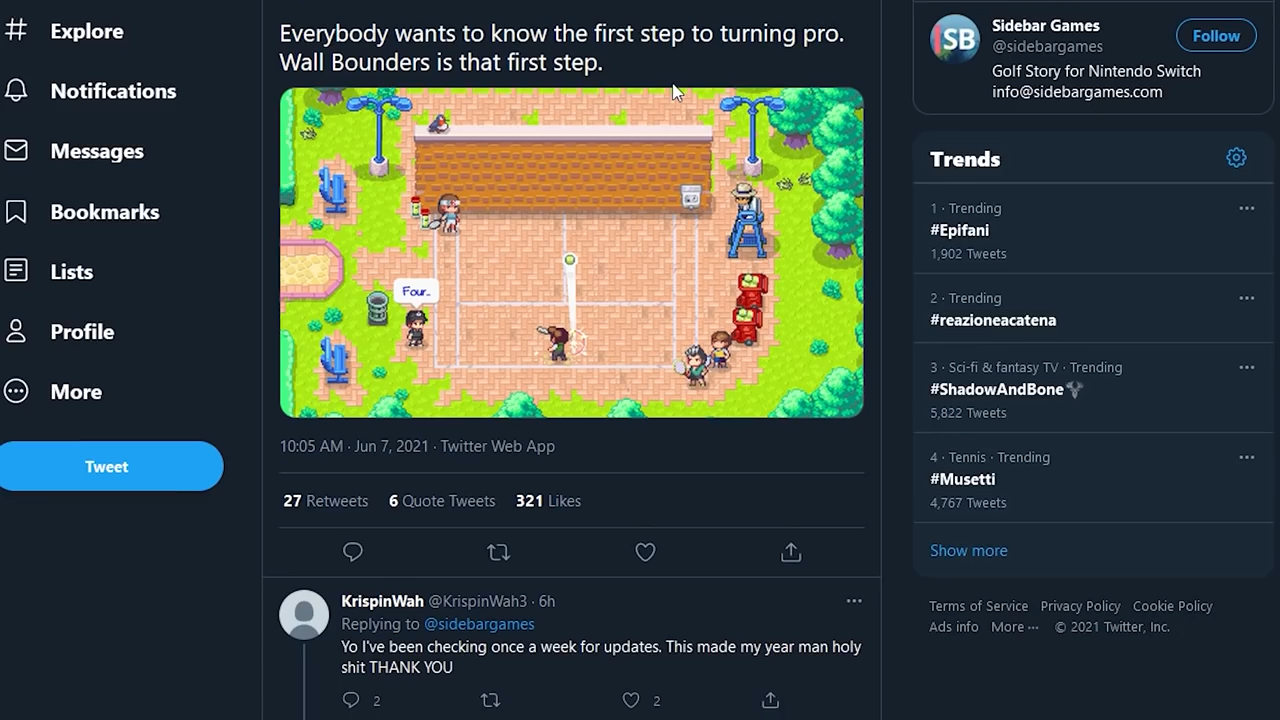 Explore
Notifications
Messages
Bookmarks
Lists
Profile
More
Tweet
Everybody wants to know the first step to turning pro.
Wall Bounders is that first step.
Four..
10:05 AM · Jun 7, 2021 · Twitter Web App
27 Retweets 6 Quote Tweets 321 Likes
KrispinWah @KrispinWah3 · 6h
Replying to @sidebargames
Yo I've been checking once a week for updates. This made my year man holy
shit THANK YOU
2
2
SB
Sidebar Games
@sidebargames
Follow
Golf Story for Nintendo Switch
info@sidebargames.com
Trends
1 · Trending
#Epifani
1,902 Tweets
2 · Trending
#reazioneacatena
3 · Sci-fi & fantasy TV · Trending
#ShadowAndBone
5,822 Tweets
4 · Tennis · Trending
#Musetti
4,767 Tweets
Show more
Terms of Service Privacy Policy Cookie Policy
Ads info More ··· © 2021 Twitter, Inc.